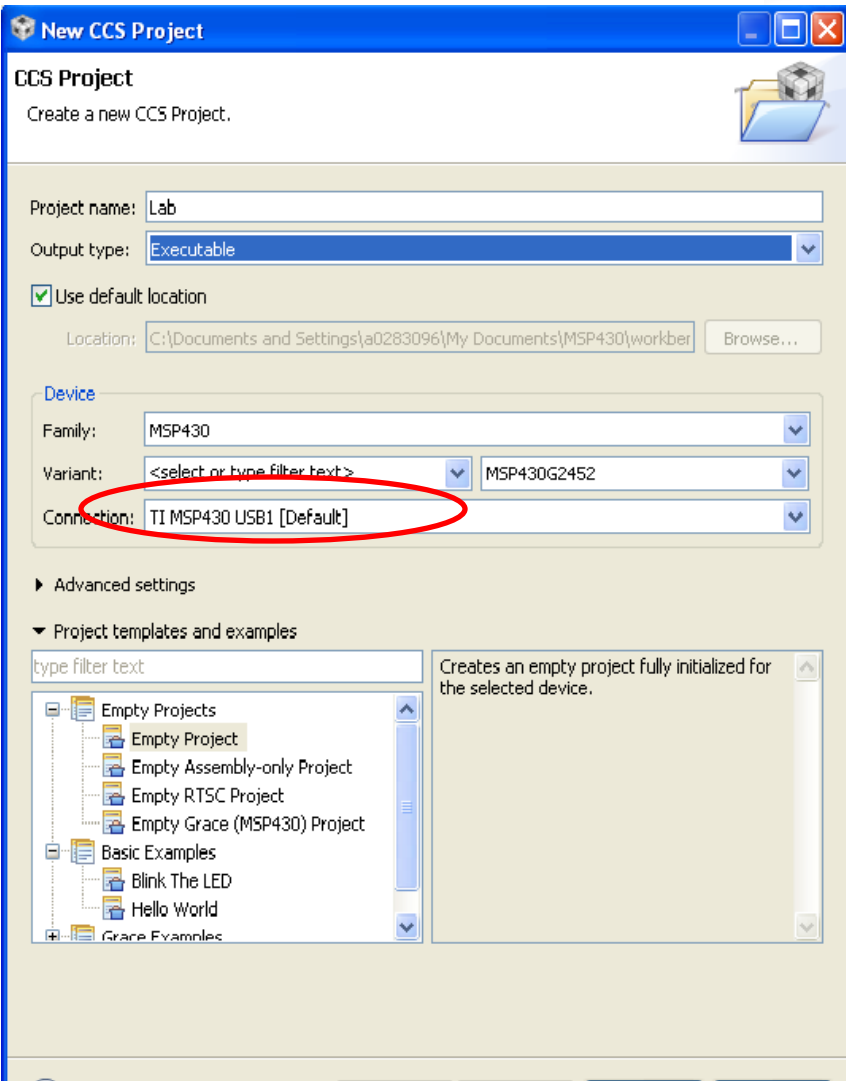 New CCS Project
CCS Project
Create a new CCS Project.
Project name: Lab
Output type: Executable
Use default location
Location: C:\Documents and Settings\a0283096\My Documents\MSP430\workber Browse...
Device
Family: MSP430
Variant: <select or type filter text> MSP430G2452
Connection: TI MSP430 USB1 [Default]
Advanced settings
Project templates and examples
type filter text
Creates an empty project fully initialized for
the selected device.
Empty Projects
Empty Project
Empty Assembly-only Project
Empty RTSC Project
Empty Grace (MSP430) Project
Basic Examples
Blink The LED
Hello World
Grace Examples